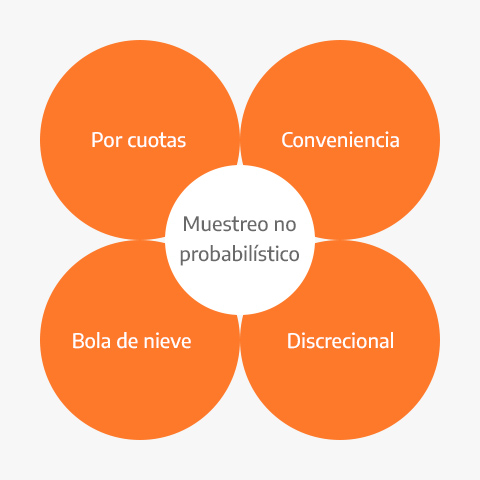 Por cuotas
Conveniencia
Muestreo no
probabilístico
Bola de nieve
Discrecional